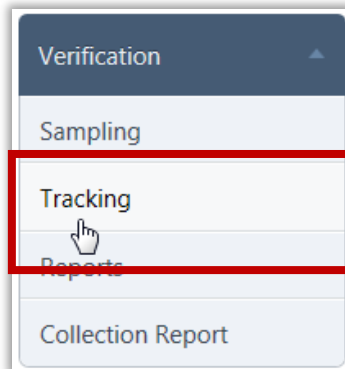 Verification
Sampling
Tracking
Reports
Collection Report